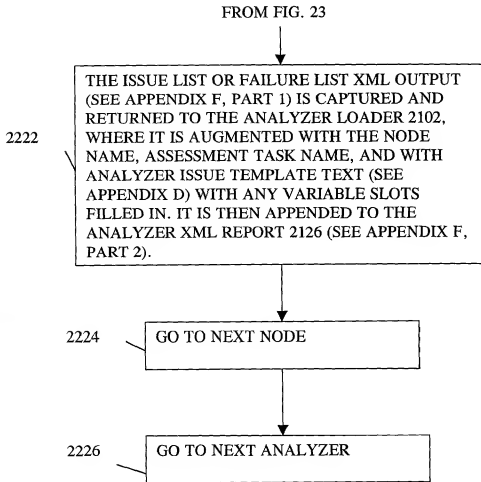 FROM FIG. 23
THE ISSUE LIST OR FAILURE LIST XML OUTPUT
(SEE APPENDIX F, PART 1) IS CAPTURED AND
RETURNED TO THE ANALYZER LOADER 2102,
WHERE IT IS AUGMENTED WITH THE NODE
NAME, ASSESSMENT TASK NAME, AND WITH
ANALYZER ISSUE TEMPLATE TEXT (SEE
APPENDIX D) WITH ANY VARIABLE SLOTS
FILLED IN. IT IS THEN APPENDED TO THE
ANALYZER XML REPORT 2126 (SEE APPENDIX F,
PART 2).
2222
2224
GO TO NEXT NODE
2226
GO TO NEXT ANALYZER